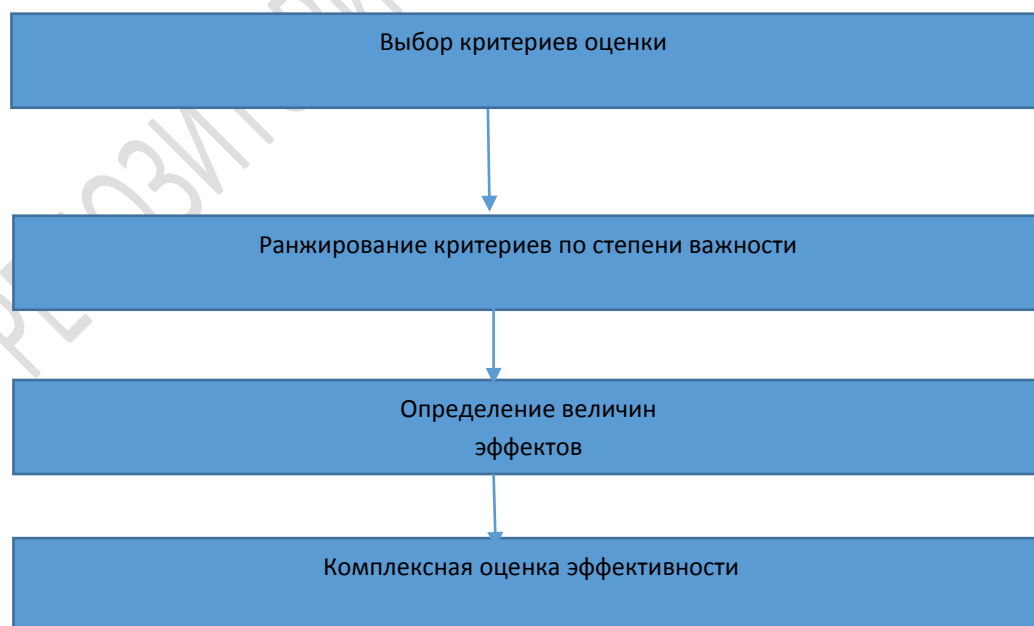 Выбор критериев оценки
Ранжирование критериев по степени важности
Определение величин
эффектов
Комплексная оценка эффективности